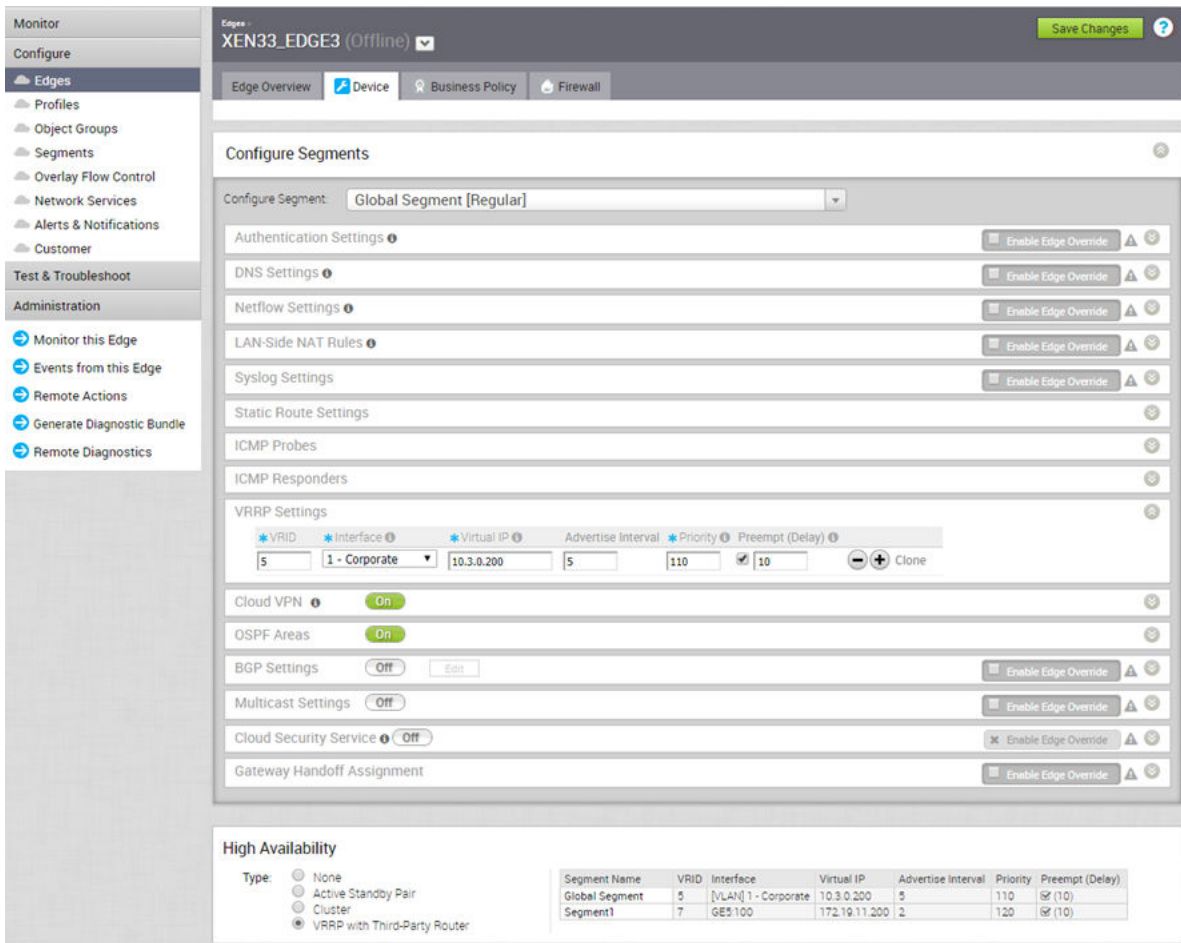 Monitor
Configure
Edges
Profiles
Object Groups
Segments
Overlay Flow Control
Network Services
Alerts & Notifications
Customer
Test & Troubleshoot
Administration
Monitor this Edge
Events from this Edge
Remote Actions
Generate Diagnostic Bundle
Remote Diagnostics
Edges
XEN33_EDGE3 (Offline)
Save Changes ?
Edge Overview Device Business Policy Firewall
Configure Segments
Configure Segment: Global Segment [Regular]
Authentication Settings Enable Edge Override
DNS Settings Enable Edge Override
Netflow Settings Enable Edge Override
LAN-Side NAT Rules Enable Edge Override
Syslog Settings Enable Edge Override
Static Route Settings
ICMP Probes
ICMP Responders
VRRP Settings
* VRID * Interface * Virtual IP Advertise Interval * Priority Preempt (Delay)
5 1 - Corporate 10.3.0.200 5 110 10 Clone
Cloud VPN On
OSPF Areas On
BGP Settings Off Edit Enable Edge Override
Multicast Settings Off Enable Edge Override
Cloud Security Service Off Enable Edge Override
Gateway Handoff Assignment Enable Edge Override
High Availability
Type: None
Active Standby Pair
Cluster
VRRP with Third-Party Router
Segment Name VRID Interface Virtual IP Advertise Interval Priority Preempt (Delay)
Global Segment 5 [VLAN] 1 - Corporate 10.3.0.200 5 110 (10)
Segment1 7 GE5:100 172.19.11.200 2 120 (10)